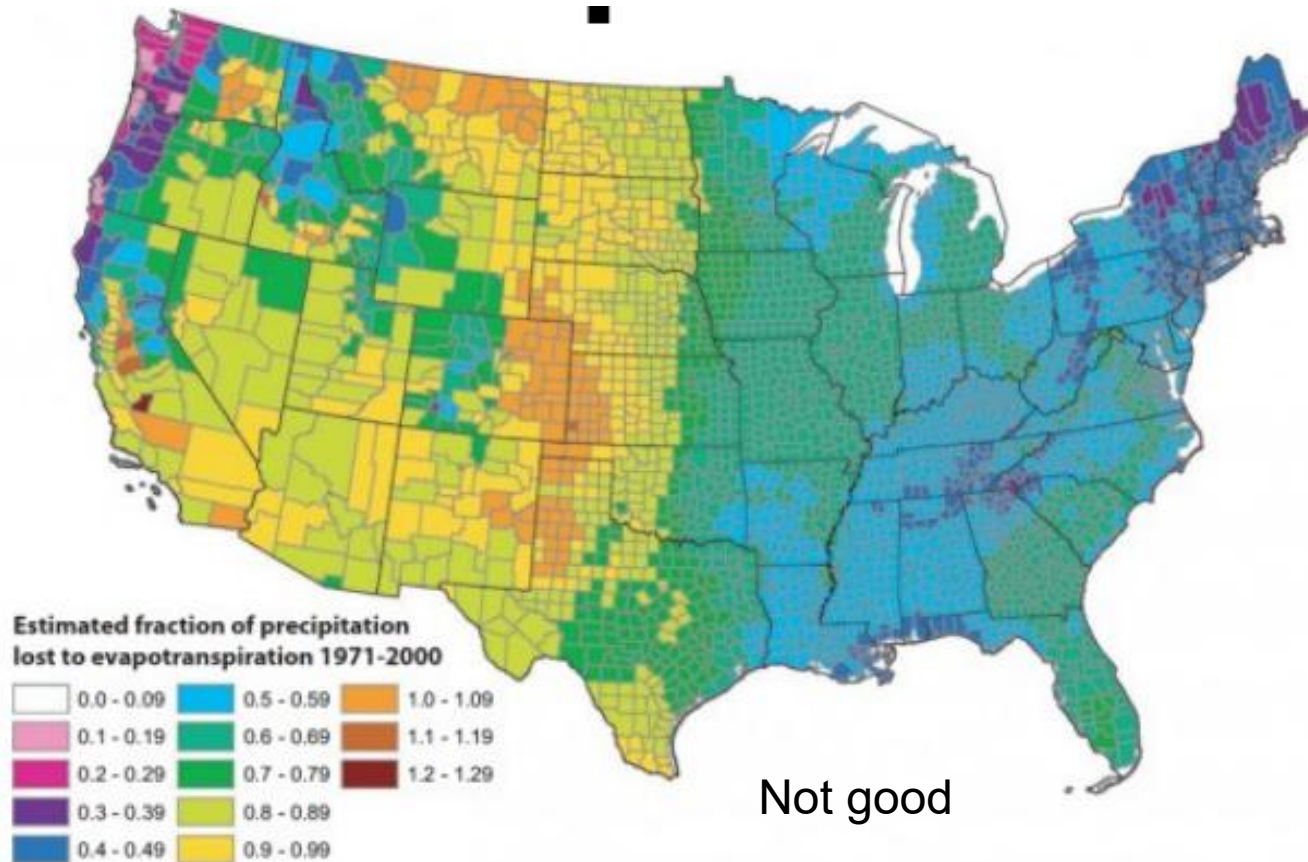 Estimated fraction of precipitation
lost to evapotranspiration 1971-2000
0.0 - 0.09
0.1 - 0.19
0.2 - 0.29
0.3 - 0.39
0.4 - 0.49
0.5 - 0.59
0.6 - 0.69
0.7 - 0.79
0.8 - 0.89
0.9 - 0.99
1.0 - 1.09
1.1 - 1.19
1.2 - 1.29
Not good